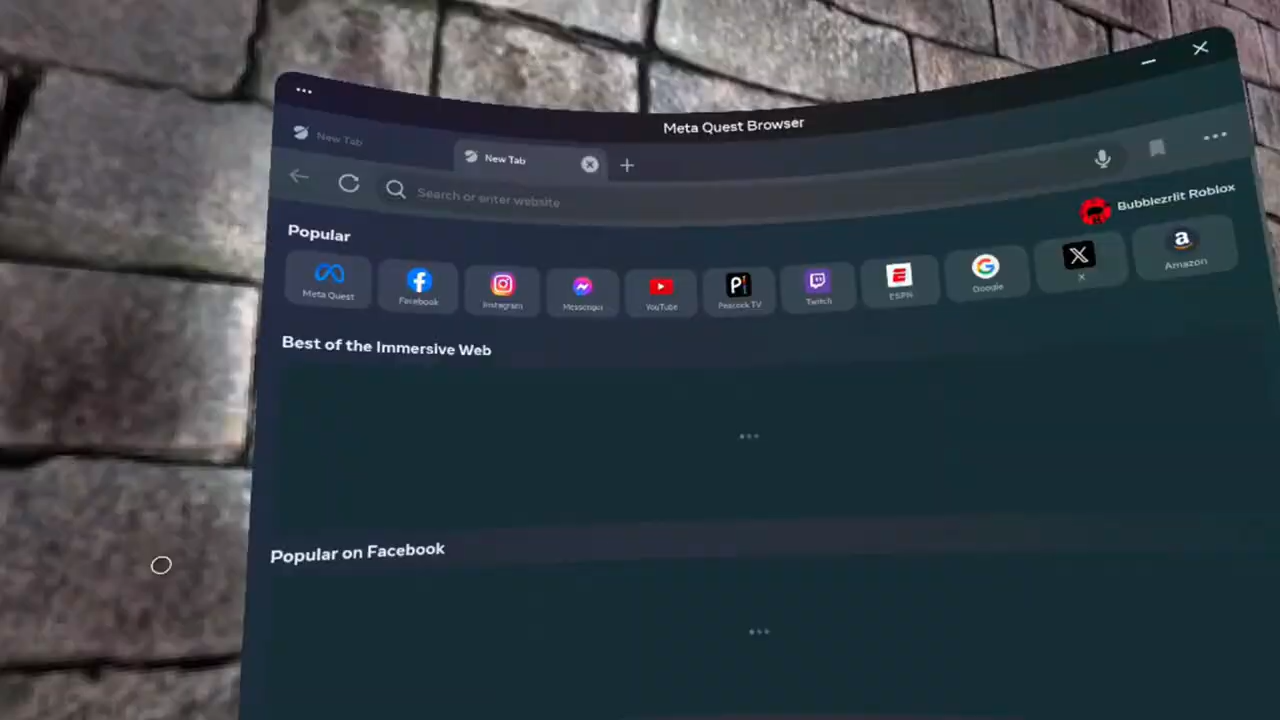 Meta Quest Browser
New Tab
New Tab
Search or enter website
Bubblezrlit Roblox
Popular
Meta Quest
Facebook
Instagram
Messenger
YouTube
Peacock TV
Twitch
ESPN
Google
X
Amazon
Best of the Immersive Web
Popular on Facebook